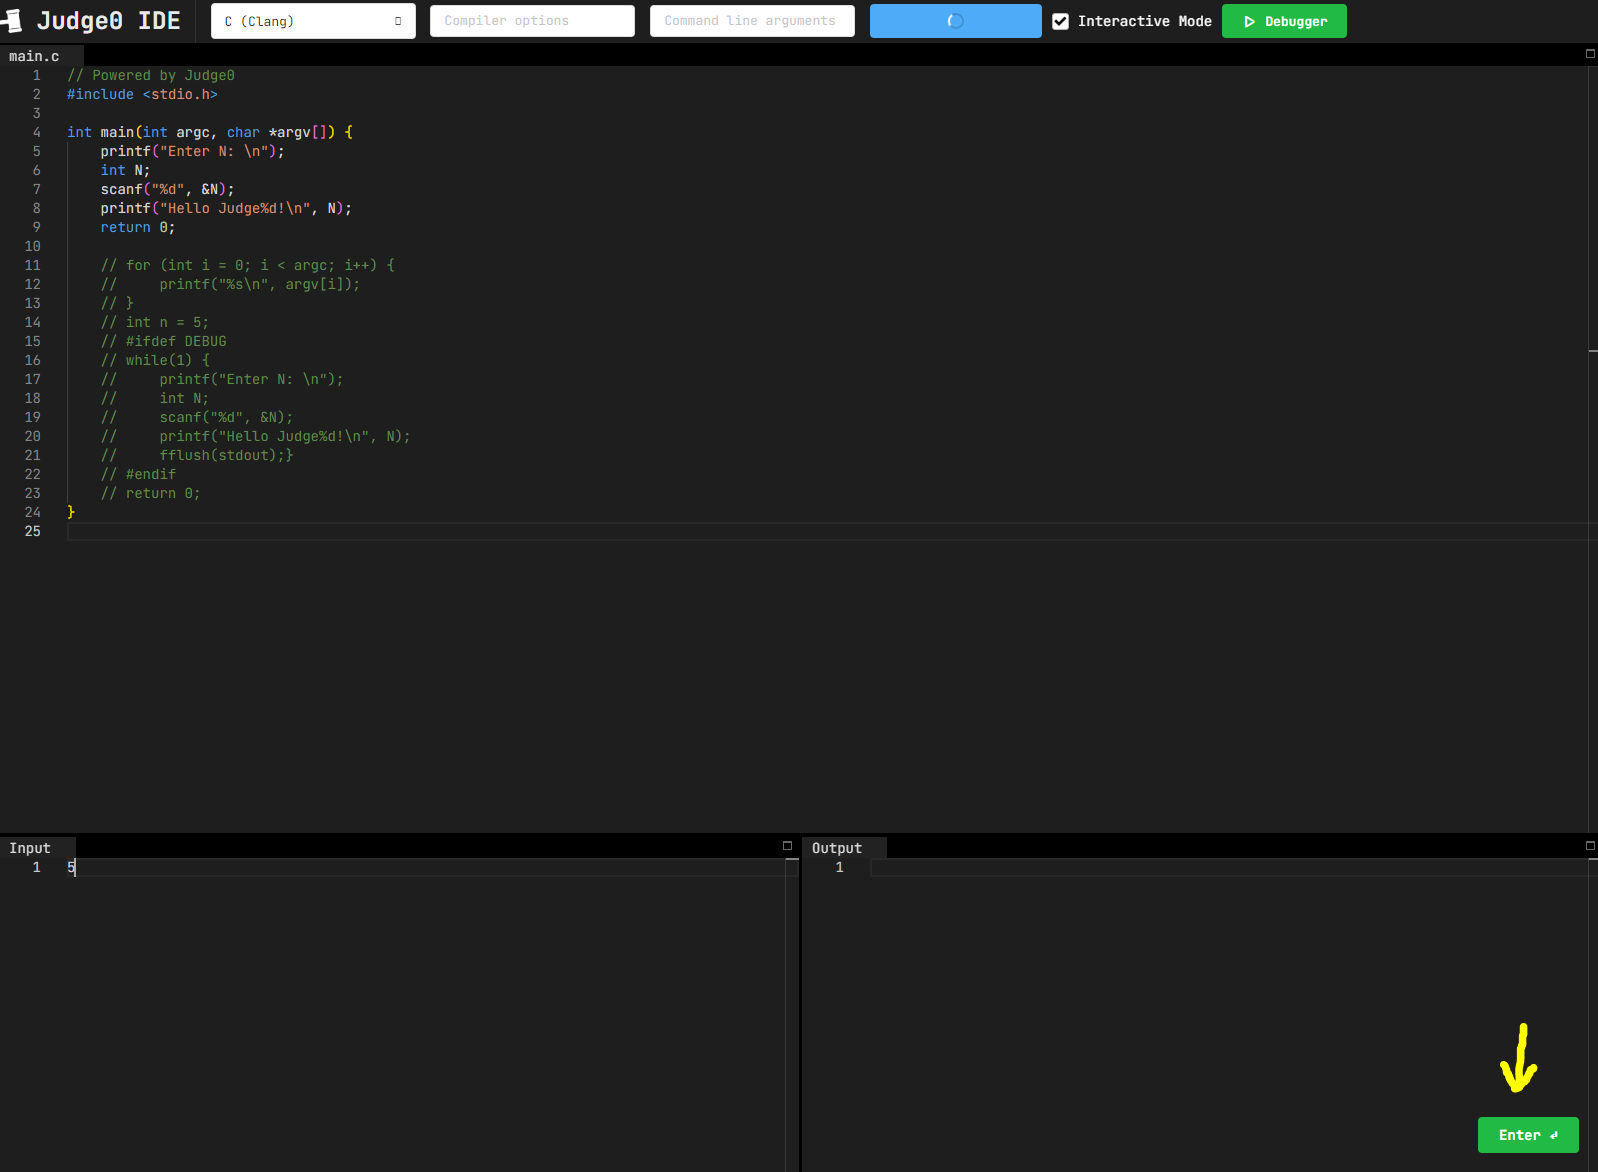 Judge0 IDE
C (Clang)
Compiler options
Command line arguments
Interactive Mode
Debugger
main.c
1 // Powered by Judge0
2 #include <stdio.h>
3
4 int main(int argc, char *argv[]) {
5     printf("Enter N: \n");
6     int N;
7     scanf("%d", &N);
8     printf("Hello Judge%d!\n", N);
9     return 0;
10
11     // for (int i = 0; i < argc; i++) {
12     //     printf("%s\n", argv[i]);
13     // }
14     // int n = 5;
15     // #ifdef DEBUG
16     // while(1) {
17     //     printf("Enter N: \n");
18     //     int N;
19     //     scanf("%d", &N);
20     //     printf("Hello Judge%d!\n", N);
21     //     fflush(stdout);}
22     // #endif
23     // return 0;
24 }
25
Input
1 5
Output
1
Enter ↲